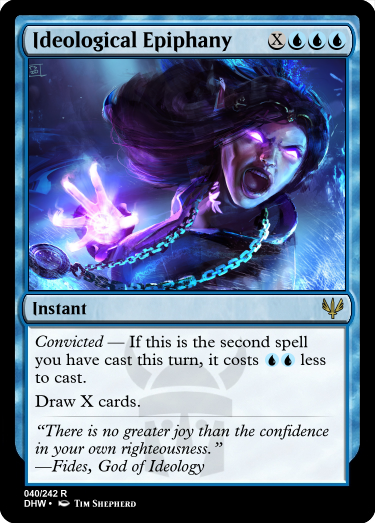 Ideological Epiphany X
Instant
Convicted — If this is the second spell
you have cast this turn, it costs less
to cast.
Draw X cards.
"There is no greater joy than the confidence
in your own righteousness."
—Fides, God of Ideology
040/242 R
DHW • Tim Shepherd